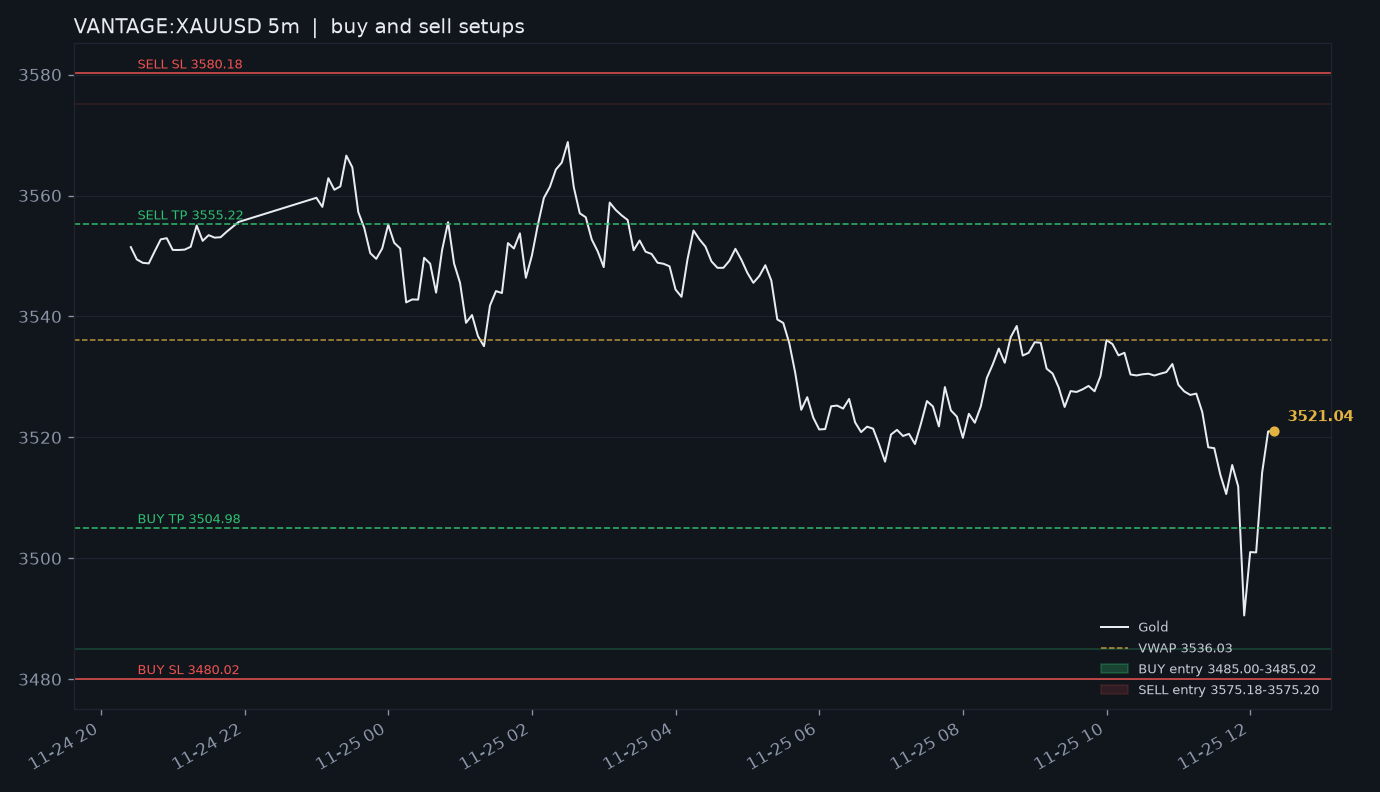 VANTAGE:XAUUSD 5m | buy and sell setups
SELL SL 3580.18
3580
3560
SELL TP 3555.22
3540
3521.04
3520
BUY TP 3504.98
3500
Gold
VWAP 3536.03
BUY entry 3485.00-3485.02
SELL entry 3575.18-3575.20
BUY SL 3480.02
3480
11-24 20
11-24 22
11-25 00
11-25 02
11-25 04
11-25 06
11-25 08
11-25 10
11-25 12